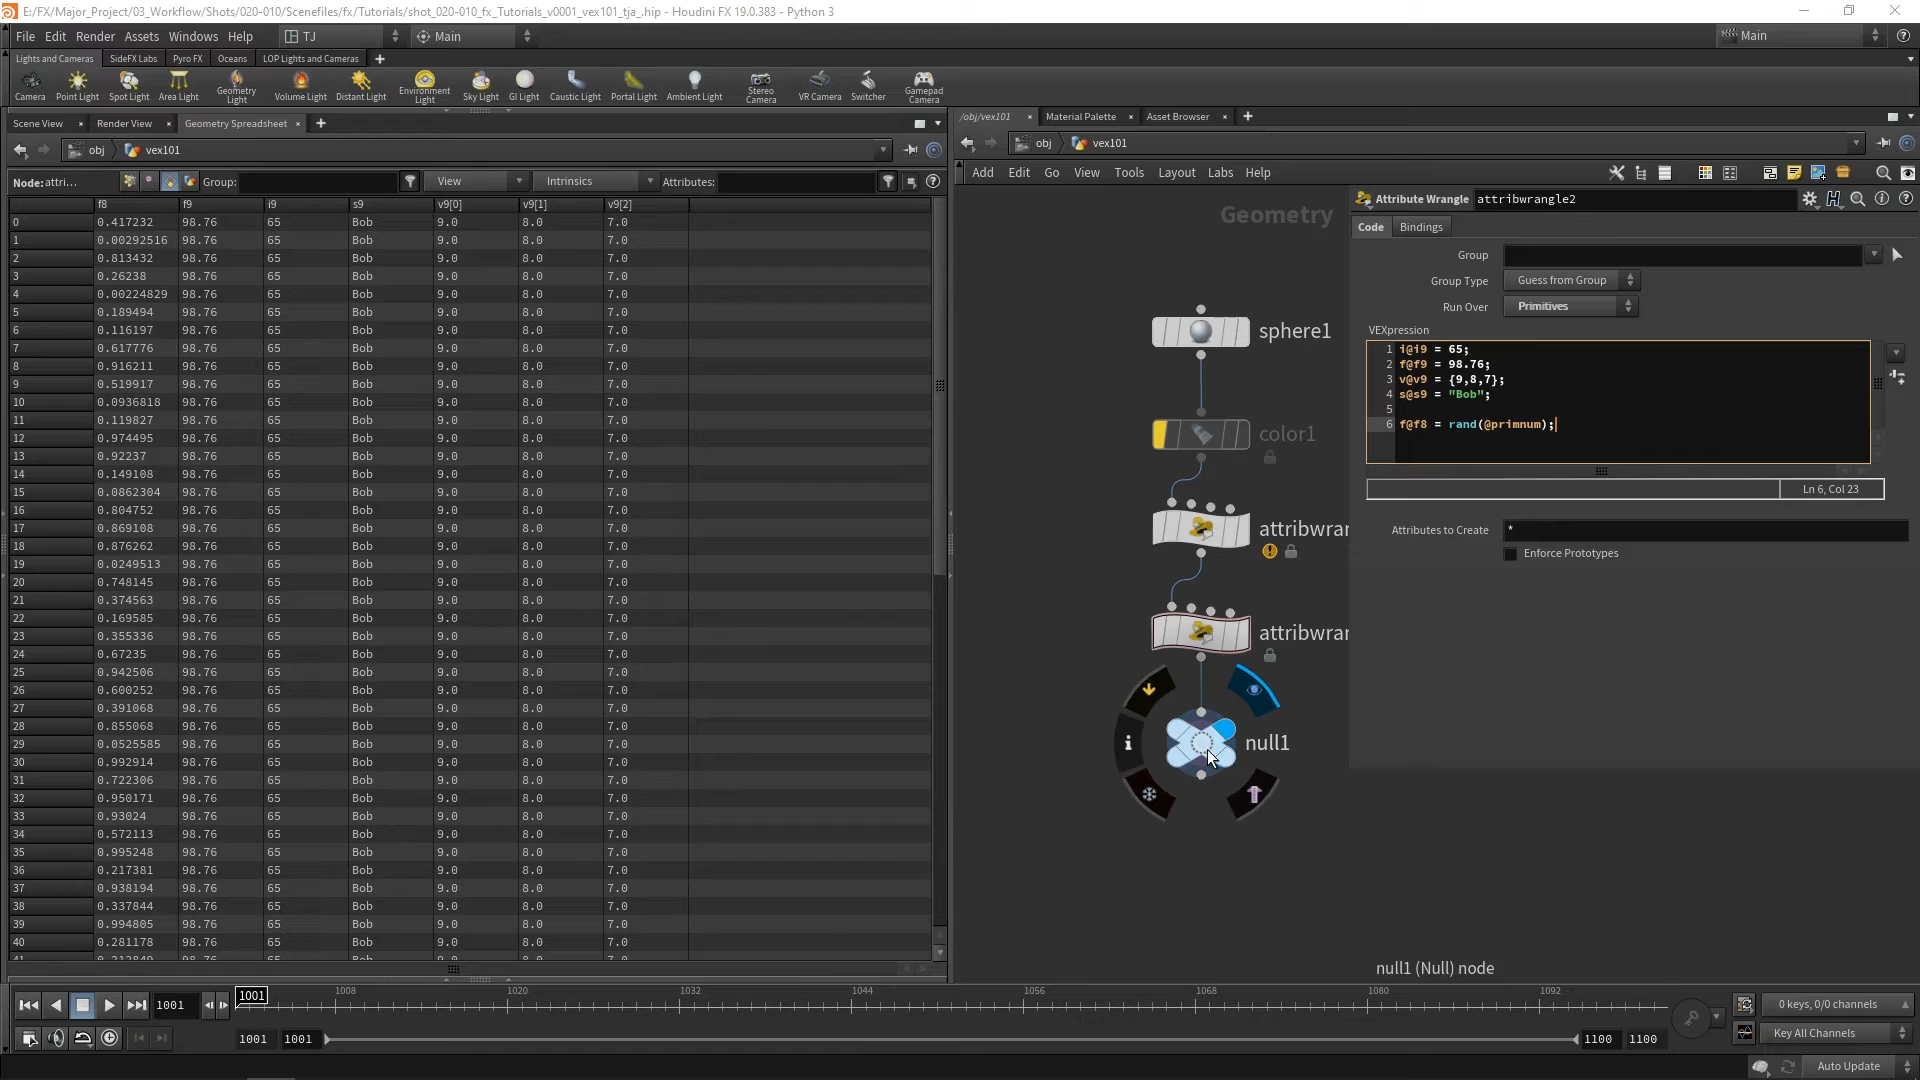 E:/FX/Major_Project/03_Workflow/Shots/020-010/Scenefiles/fx/Tutorials/shot_020-010_fx_Tutorials_v0001_vex101_tja_.hip - Houdini FX 19.0.383 - Python 3
File Edit Render Assets Windows Help TJ Main Main
Lights and Cameras SideFX Labs Pyro FX Oceans LOP Lights and Cameras
Camera Point Light Spot Light Area Light Geometry Light Volume Light Distant Light Environment Light Sky Light GI Light Caustic Light Portal Light Ambient Light Stereo Camera VR Camera Switcher Gamepad Camera
Scene View Render View Geometry Spreadsheet
obj vex101
Node: attri... Group: View Intrinsics Attributes:
f8 f9 i9 s9 v9[0] v9[1] v9[2]
0 0.417232 98.76 65 Bob 9.0 8.0 7.0
1 0.00292516 98.76 65 Bob 9.0 8.0 7.0
2 0.813432 98.76 65 Bob 9.0 8.0 7.0
3 0.26238 98.76 65 Bob 9.0 8.0 7.0
4 0.00224829 98.76 65 Bob 9.0 8.0 7.0
5 0.189494 98.76 65 Bob 9.0 8.0 7.0
6 0.116197 98.76 65 Bob 9.0 8.0 7.0
7 0.617776 98.76 65 Bob 9.0 8.0 7.0
8 0.916211 98.76 65 Bob 9.0 8.0 7.0
9 0.519917 98.76 65 Bob 9.0 8.0 7.0
10 0.0936818 98.76 65 Bob 9.0 8.0 7.0
11 0.119827 98.76 65 Bob 9.0 8.0 7.0
12 0.974495 98.76 65 Bob 9.0 8.0 7.0
13 0.92237 98.76 65 Bob 9.0 8.0 7.0
14 0.149108 98.76 65 Bob 9.0 8.0 7.0
15 0.0862304 98.76 65 Bob 9.0 8.0 7.0
16 0.804752 98.76 65 Bob 9.0 8.0 7.0
17 0.869108 98.76 65 Bob 9.0 8.0 7.0
18 0.876262 98.76 65 Bob 9.0 8.0 7.0
19 0.0249513 98.76 65 Bob 9.0 8.0 7.0
20 0.748145 98.76 65 Bob 9.0 8.0 7.0
21 0.374563 98.76 65 Bob 9.0 8.0 7.0
22 0.169585 98.76 65 Bob 9.0 8.0 7.0
23 0.355336 98.76 65 Bob 9.0 8.0 7.0
24 0.67235 98.76 65 Bob 9.0 8.0 7.0
25 0.942506 98.76 65 Bob 9.0 8.0 7.0
26 0.600252 98.76 65 Bob 9.0 8.0 7.0
27 0.391068 98.76 65 Bob 9.0 8.0 7.0
28 0.855068 98.76 65 Bob 9.0 8.0 7.0
29 0.0525585 98.76 65 Bob 9.0 8.0 7.0
30 0.992914 98.76 65 Bob 9.0 8.0 7.0
31 0.722306 98.76 65 Bob 9.0 8.0 7.0
32 0.950171 98.76 65 Bob 9.0 8.0 7.0
33 0.93024 98.76 65 Bob 9.0 8.0 7.0
34 0.572113 98.76 65 Bob 9.0 8.0 7.0
35 0.995248 98.76 65 Bob 9.0 8.0 7.0
36 0.217381 98.76 65 Bob 9.0 8.0 7.0
37 0.938194 98.76 65 Bob 9.0 8.0 7.0
38 0.337844 98.76 65 Bob 9.0 8.0 7.0
39 0.994805 98.76 65 Bob 9.0 8.0 7.0
40 0.281178 98.76 65 Bob 9.0 8.0 7.0
/obj/vex101 Material Palette Asset Browser
obj vex101
Add Edit Go View Tools Layout Labs Help
Geometry
sphere1
color1
attribwran
attribwran
null1
null1 (Null) node
Attribute Wrangle attribwrangle2
Code Bindings
Group
Group Type Guess from Group
Run Over Primitives
VEXpression
1 i@i9 = 65;
2 f@f9 = 98.76;
3 v@v9 = {9,8,7};
4 s@s9 = "Bob";
5
6 f@f8 = rand(@primnum);
Ln 6, Col 23
Attributes to Create *
Enforce Prototypes
1001 1001 1008 1020 1032 1044 1056 1068 1080 1092
0 keys, 0/0 channels
1001 1001 1100 1100
Key All Channels
Auto Update